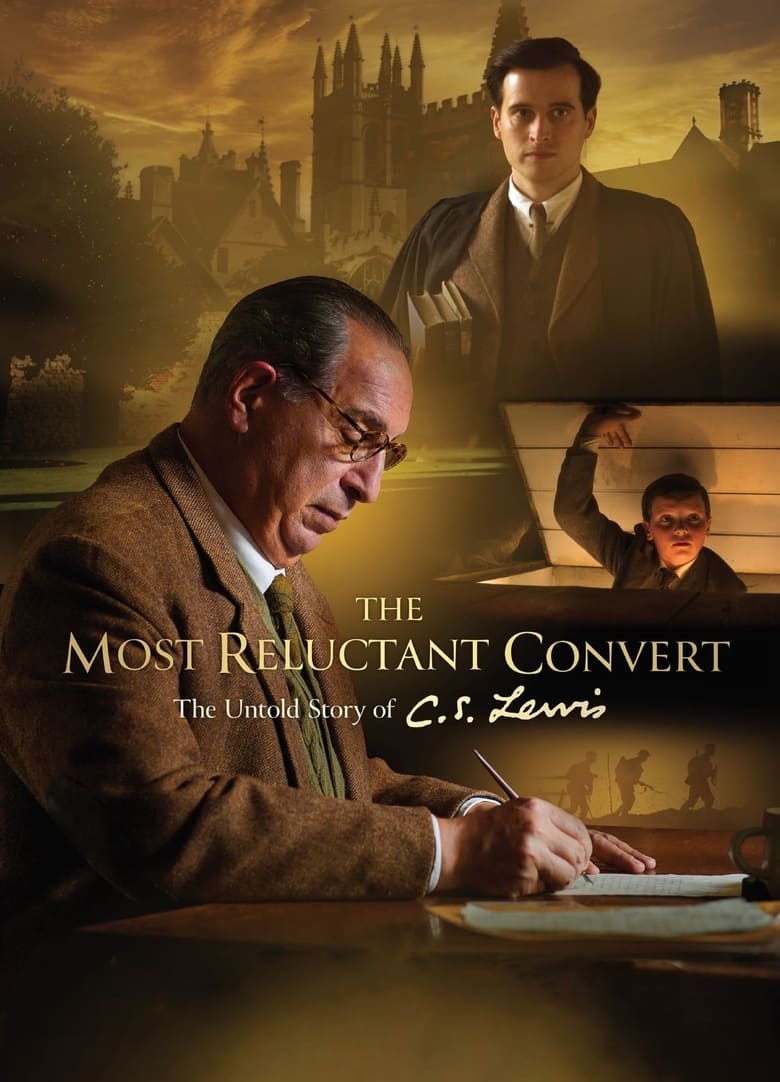 THE
MOST RELUCTANT CONVERT
The Untold Story of C.S. Lewis